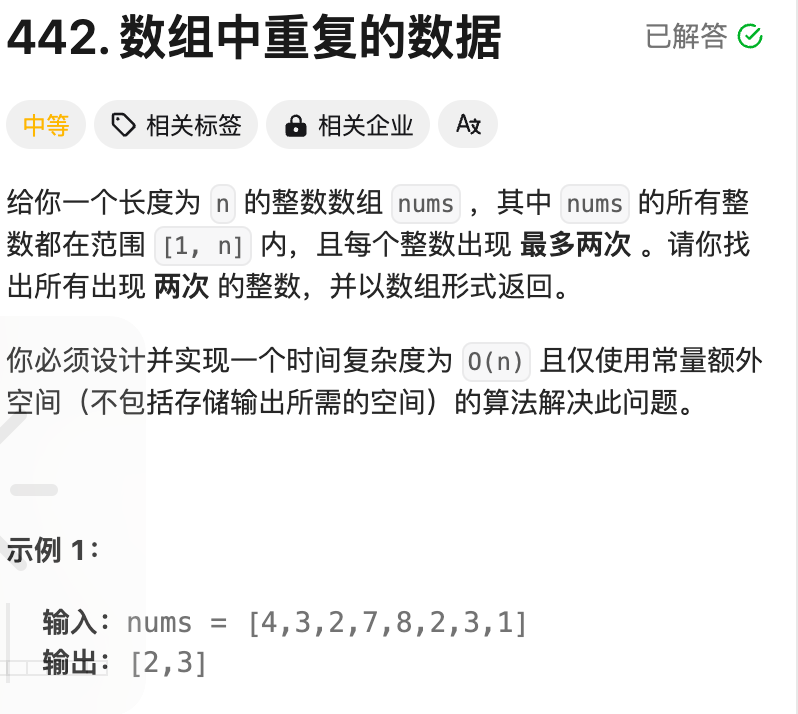 442. 数组中重复的数据
已解答
中等
相关标签
相关企业
给你一个长度为 n 的整数数组 nums ，其中 nums 的所有整
数都在范围 [1, n] 内，且每个整数出现 最多两次 。请你找
出所有出现 两次 的整数，并以数组形式返回。
你必须设计并实现一个时间复杂度为 O(n) 且仅使用常量额外
空间（不包括存储输出所需的空间）的算法解决此问题。
示例 1：
输入：nums = [4,3,2,7,8,2,3,1]
输出：[2,3]